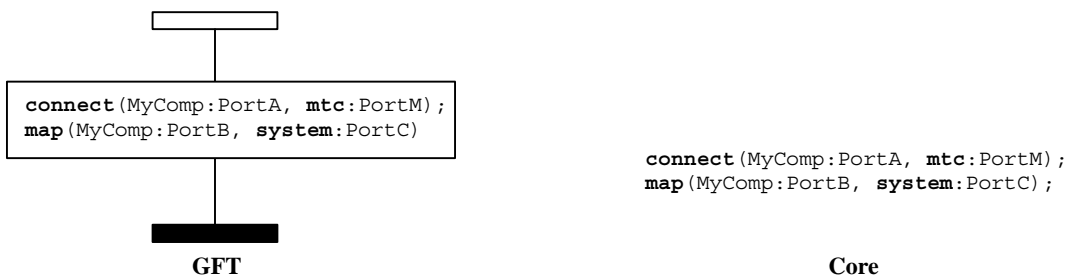 connect(MyComp:PortA, mtc:PortM);
map(MyComp:PortB, system:PortC)
connect(MyComp:PortA, mtc:PortM);
map(MyComp:PortB, system:PortC);
GFT
Core